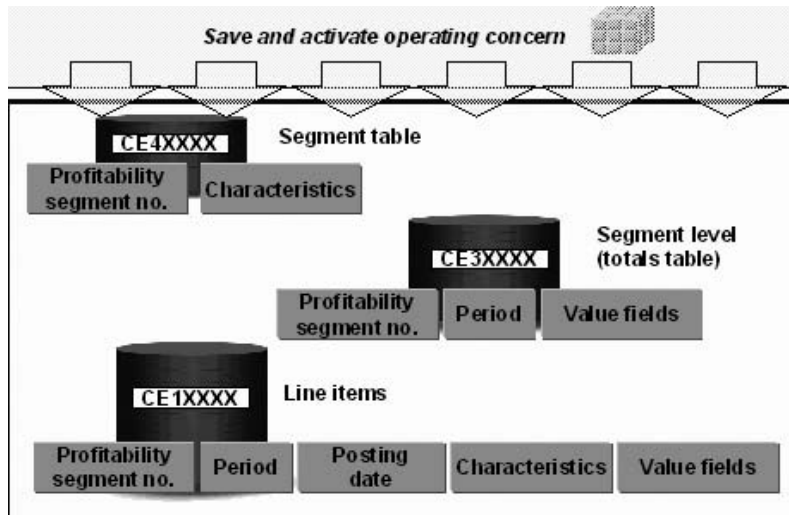 Save and activate operating concern
CE4XXXX
Segment table
Profitability
segment no.
Characteristics
CE3XXXX
Segment level
(totals table)
Profitability
segment no.
Period
Value fields
CE1XXXX
Line items
Profitability
segment no.
Period
Posting
date
Characteristics
Value fields